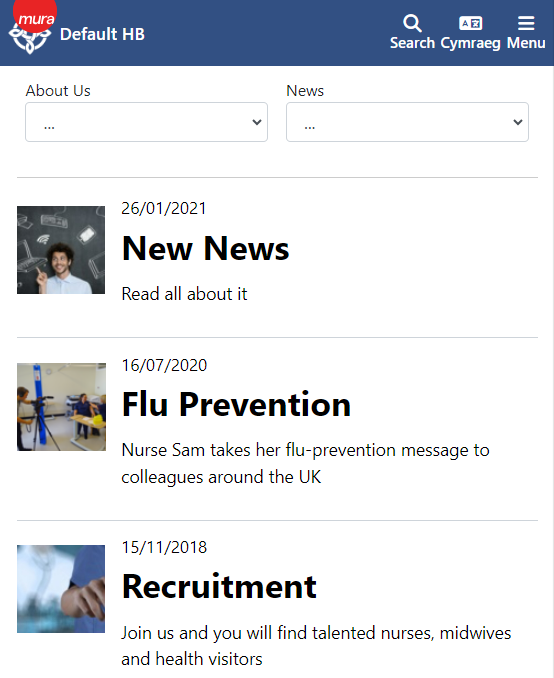 mura
Default HB
Search
Cymraeg
Menu
About Us
News
...
...
26/01/2021
New News
Read all about it
16/07/2020
Flu Prevention
Nurse Sam takes her flu-prevention message to
colleagues around the UK
15/11/2018
Recruitment
Join us and you will find talented nurses, midwives
and health visitors